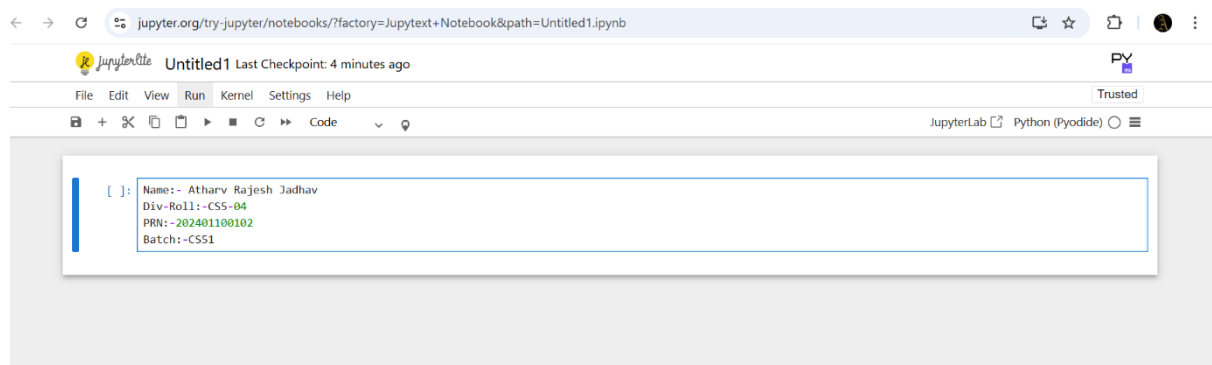 jupyter.org/try-jupyter/notebooks/?factory=Jupytext+Notebook&path=Untitled1.ipynb
jupyterlite Untitled1 Last Checkpoint: 4 minutes ago PY
File Edit View Run Kernel Settings Help Trusted
Code JupyterLab Python (Pyodide)
[ ]: Name:- Atharv Rajesh Jadhav
Div-Roll:-CS5-04
PRN:-202401100102
Batch:-CS51